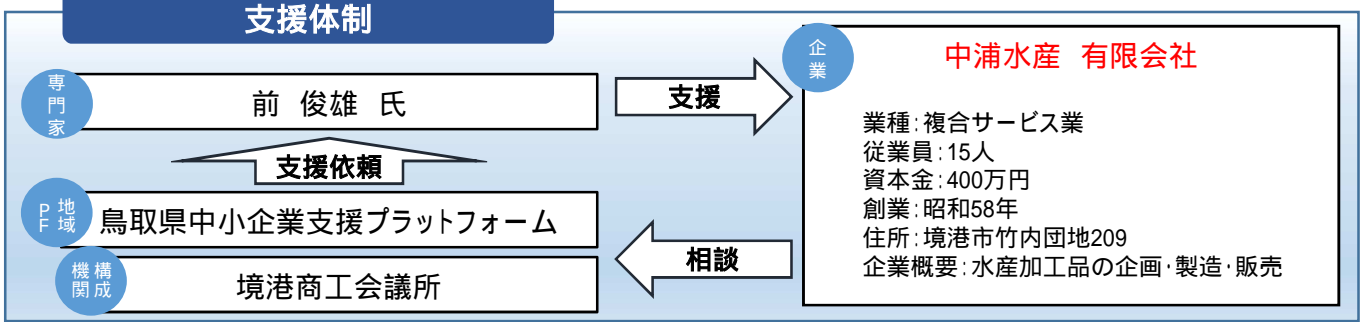 支援体制
専門家
前 俊雄 氏
支援
支援依頼
地域PF
鳥取県中小企業支援プラットフォーム
構成機関
境港商工会議所
相談
企業
中浦水産 有限会社
業種:複合サービス業
従業員:15人
資本金:400万円
創業:昭和58年
住所:境港市竹内団地209
企業概要:水産加工品の企画・製造・販売